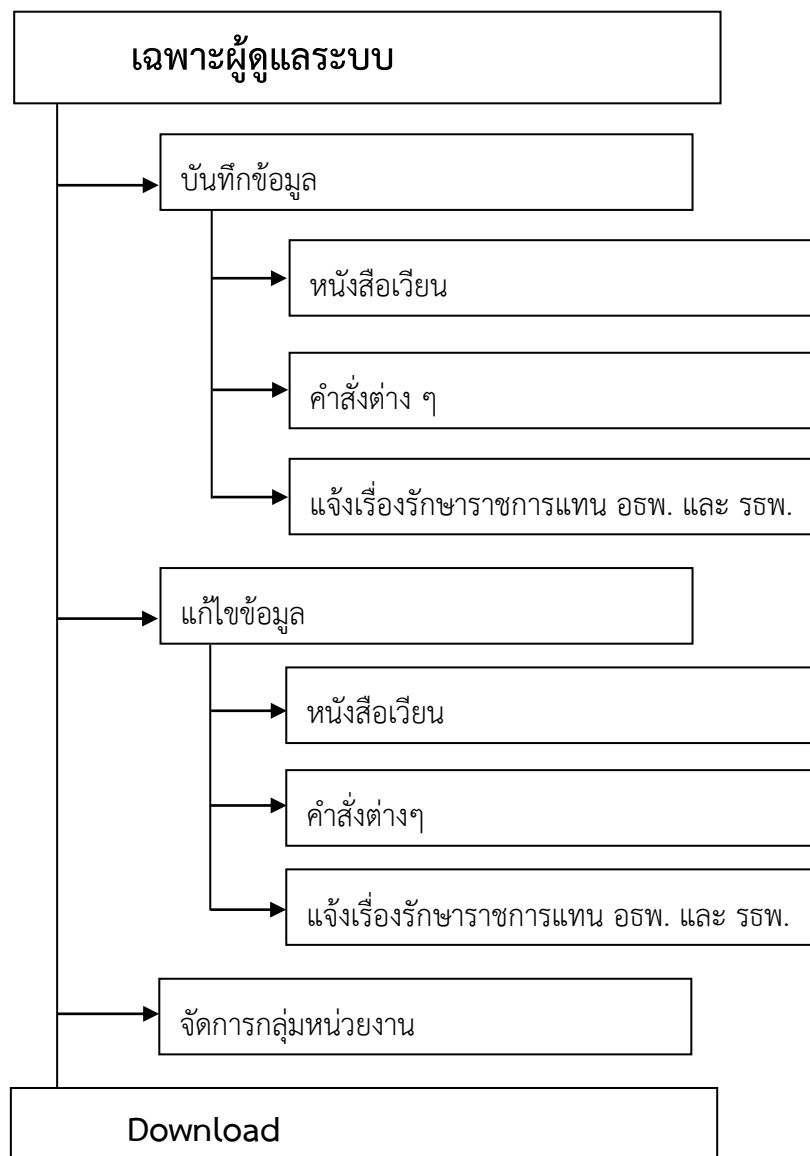 เฉพาะผู้ดูแลระบบ
บันทึกข้อมูล
หนังสือเวียน
คำสั่งต่าง ๆ
แจ้งเรื่องรักษาราชการแทน อธพ. และ รธพ.
แก้ไขข้อมูล
หนังสือเวียน
คำสั่งต่างๆ
แจ้งเรื่องรักษาราชการแทน อธพ. และ รธพ.
จัดการกลุ่มหน่วยงาน
Download